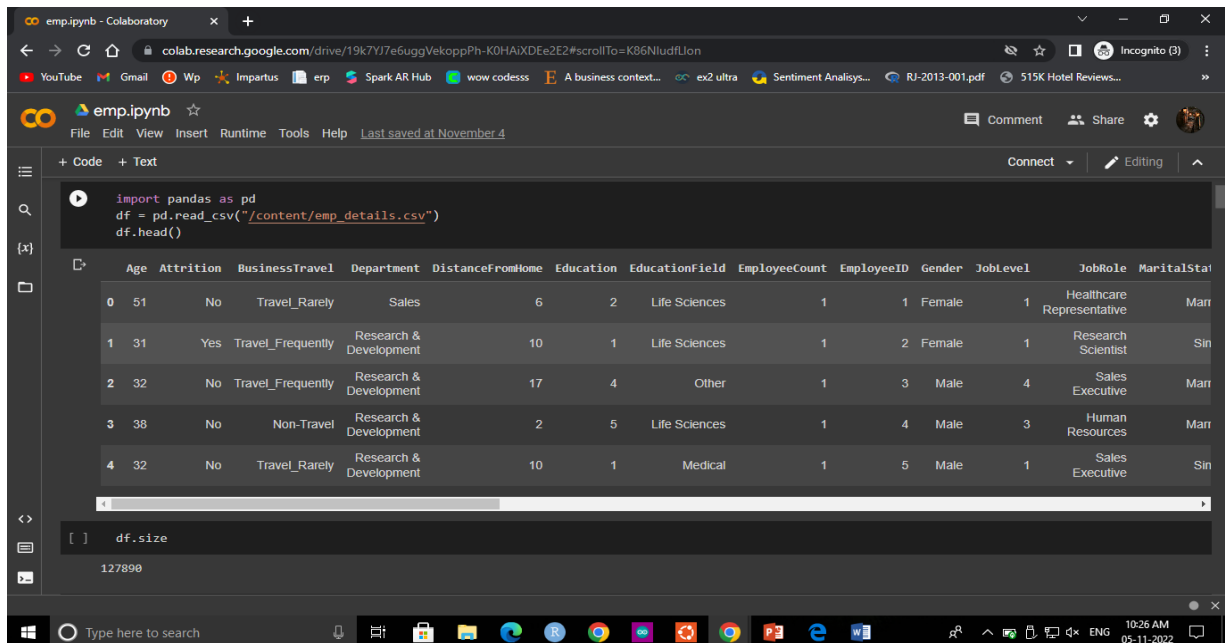 emp.ipynb - Colaboratory
colab.research.google.com/drive/19k7YJ7e6uggVekoppPh-K0HAiXDEe2E2#scrollTo=K86NIudfLIon
Incognito (3)
YouTube Gmail Wp Impartus erp Spark AR Hub wow codesss A business context... ex2 ultra Sentiment Analisys... RJ-2013-001.pdf 515K Hotel Reviews... »
emp.ipynb
Comment Share
File Edit View Insert Runtime Tools Help Last saved at November 4
+ Code + Text Connect Editing
import pandas as pd
df = pd.read_csv("/content/emp_details.csv")
df.head()
{x}
Age Attrition BusinessTravel Department DistanceFromHome Education EducationField EmployeeCount EmployeeID Gender JobLevel JobRole MaritalStat
0 51 No Travel_Rarely Sales 6 2 Life Sciences 1 1 Female 1 Healthcare Representative Marr
1 31 Yes Travel_Frequently Research & Development 10 1 Life Sciences 1 2 Female 1 Research Scientist Sin
2 32 No Travel_Frequently Research & Development 17 4 Other 1 3 Male 4 Sales Executive Marr
3 38 No Non-Travel Research & Development 2 5 Life Sciences 1 4 Male 3 Human Resources Marr
4 32 No Travel_Rarely Research & Development 10 1 Medical 1 5 Male 1 Sales Executive Sin
[ ] df.size
127890
Type here to search
ENG 10:26 AM
05-11-2022